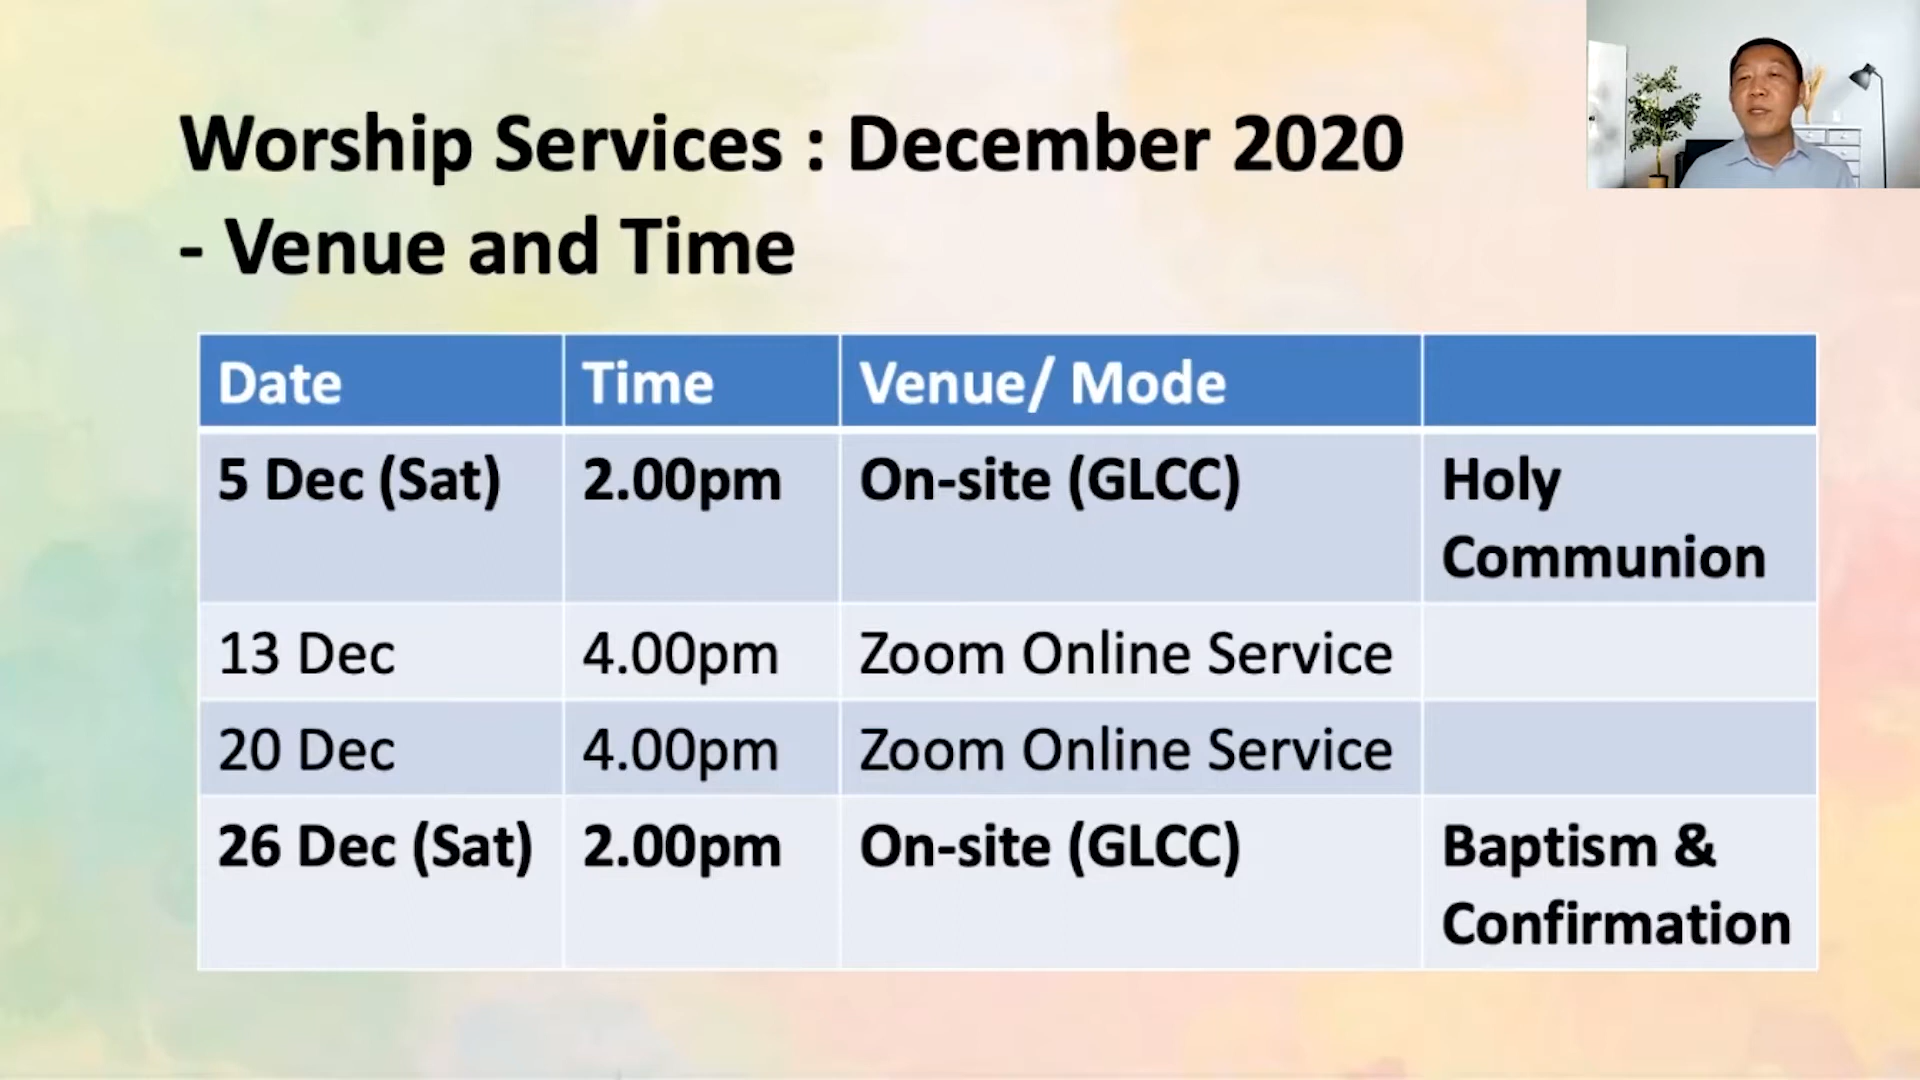 Worship Services : December 2020
- Venue and Time
Date Time Venue/ Mode
5 Dec (Sat) 2.00pm On-site (GLCC) Holy
Communion
13 Dec 4.00pm Zoom Online Service
20 Dec 4.00pm Zoom Online Service
26 Dec (Sat) 2.00pm On-site (GLCC) Baptism &
Confirmation